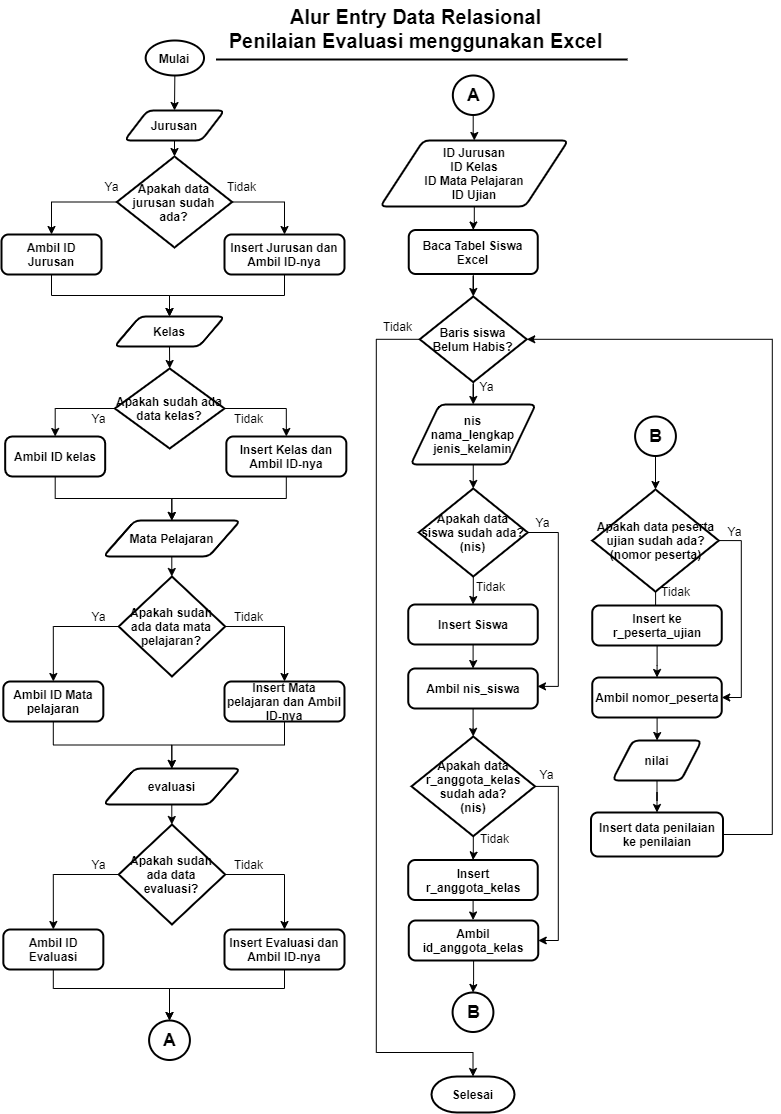 Alur Entry Data Relasional
Penilaian Evaluasi menggunakan Excel
Mulai
Jurusan
Ya
Apakah data
jurusan sudah
ada?
Tidak
Ambil ID
Jurusan
Insert Jurusan dan
Ambil ID-nya
Kelas
Apakah sudah ada
data kelas?
Ya
Tidak
Ambil ID kelas
Insert Kelas dan
Ambil ID-nya
Mata Pelajaran
Ya
Apakah sudah
ada data mata
pelajaran?
Tidak
Ambil ID Mata
pelajaran
Insert Mata
pelajaran dan Ambil
ID-nya
evaluasi
Ya
Apakah sudah
ada data
evaluasi?
Tidak
Ambil ID
Evaluasi
Insert Evaluasi dan
Ambil ID-nya
A
A
ID Jurusan
ID Kelas
ID Mata Pelajaran
ID Ujian
Baca Tabel Siswa
Excel
Tidak
Baris siswa
Belum Habis?
Ya
nis
nama_lengkap
jenis_kelamin
Apakah data
siswa sudah ada?
(nis)
Ya
Tidak
Insert Siswa
Ambil nis_siswa
Apakah data
r_anggota_kelas
sudah ada?
(nis)
Ya
Tidak
Insert
r_anggota_kelas
Ambil
id_anggota_kelas
B
Selesai
B
Apakah data peserta
ujian sudah ada?
(nomor peserta)
Ya
Tidak
Insert ke
r_peserta_ujian
Ambil nomor_peserta
nilai
Insert data penilaian
ke penilaian